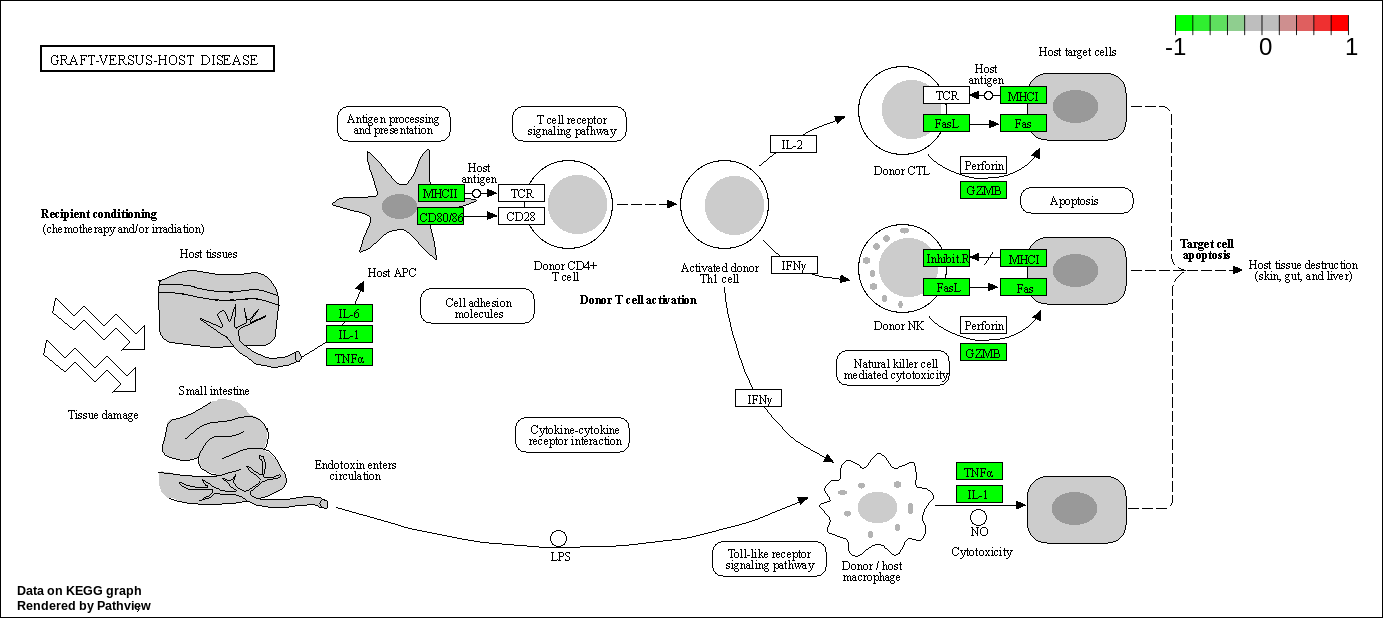 -1
0
1
GRAFT-VERSUS-HOST DISEASE
Host target cells
Host
antigen
TCR
MHCI
FasL
Fas
Antigen processing
and presentation
T cell receptor
signaling pathway
IL-2
Donor CTL
Perforin
GZMB
Host
antigen
MHCII
TCR
CD80/86
CD28
Apoptosis
Recipient conditioning
(chemotherapy and/or irradiation)
Host tissues
Host APC
Donor CD4+
T cell
Activated donor
Th1 cell
IFNγ
Inhibit.R
MHCI
FasL
Fas
Target cell
apoptosis
Host tissue destruction
(skin, gut, and liver)
Cell adhesion
molecules
Donor T cell activation
IL-6
IL-1
TNFα
Donor NK
Perforin
GZMB
Natural killer cell
mediated cytotoxicity
Tissue damage
Small intestine
IFNγ
Cytokine-cytokine
receptor interaction
Endotoxin enters
circulation
TNFα
IL-1
NO
Cytotoxicity
LPS
Toll-like receptor
signaling pathway
Donor / host
macrophage
Data on KEGG graph
Rendered by Pathview